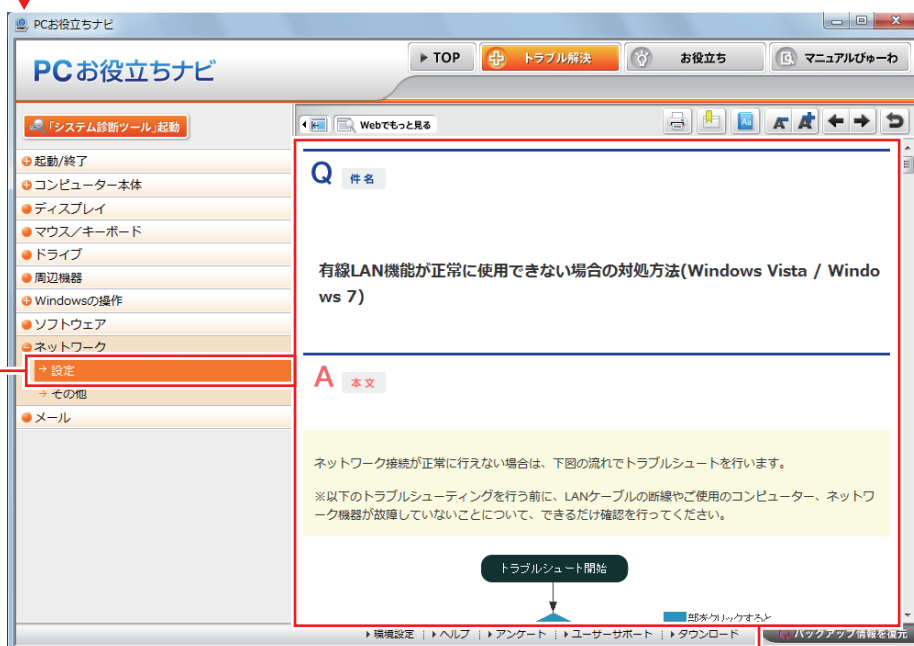 PCお役立ちナビ
PCお役立ちナビ
TOP
トラブル解決
お役立ち
マニュアルびゅーわ
「システム診断ツール」起動
Webでもっと見る
起動/終了
コンピューター本体
ディスプレイ
マウス／キーボード
ドライブ
周辺機器
Windowsの操作
ソフトウェア
ネットワーク
→ 設定
→ その他
メール
Q 件名
有線LAN機能が正常に使用できない場合の対処方法(Windows Vista / Windo
ws 7)
A 本文
ネットワーク接続が正常に行えない場合は、下図の流れでトラブルシュートを行います。
※以下のトラブルシューティングを行う前に、LANケーブルの断線やご使用のコンピューター、ネットワ
ーク機器が故障していないことについて、できるだけ確認を行ってください。
トラブルシュート開始
部をクリックすると
環境設定 | ヘルプ | アンケート | ユーザーサポート | ダウンロード
バックアップ情報を復元